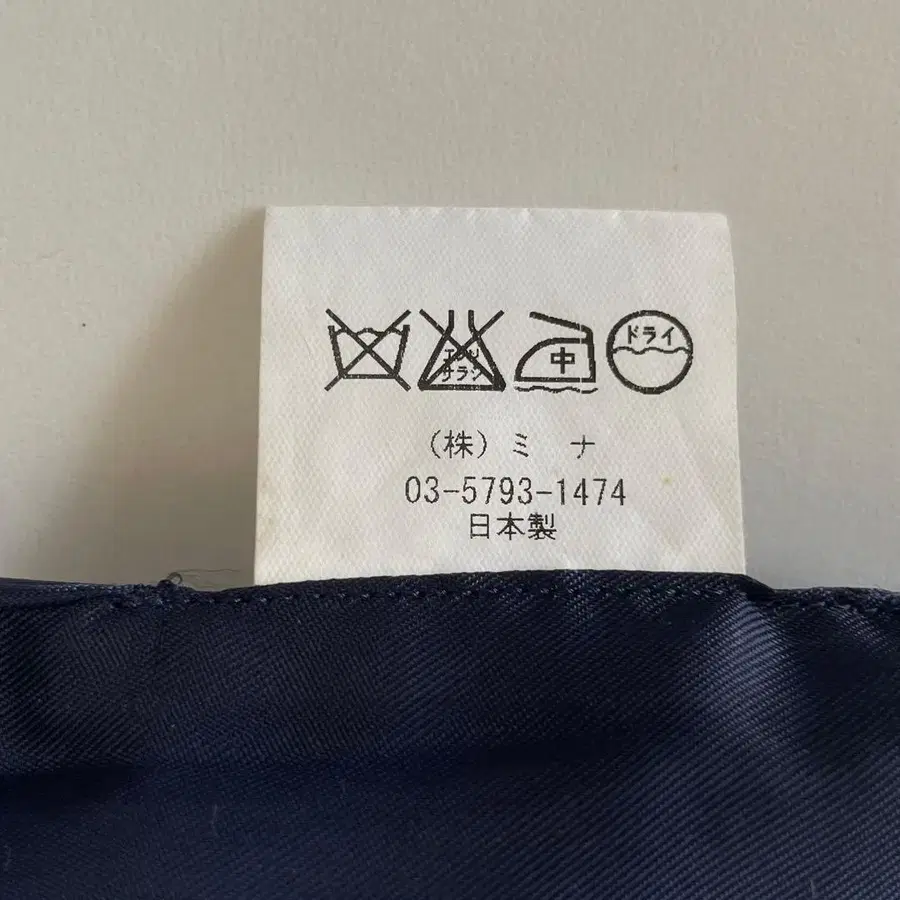 エンソ
サラシ
中
ドライ
（株）ミナ
03-5793-1474
日本製